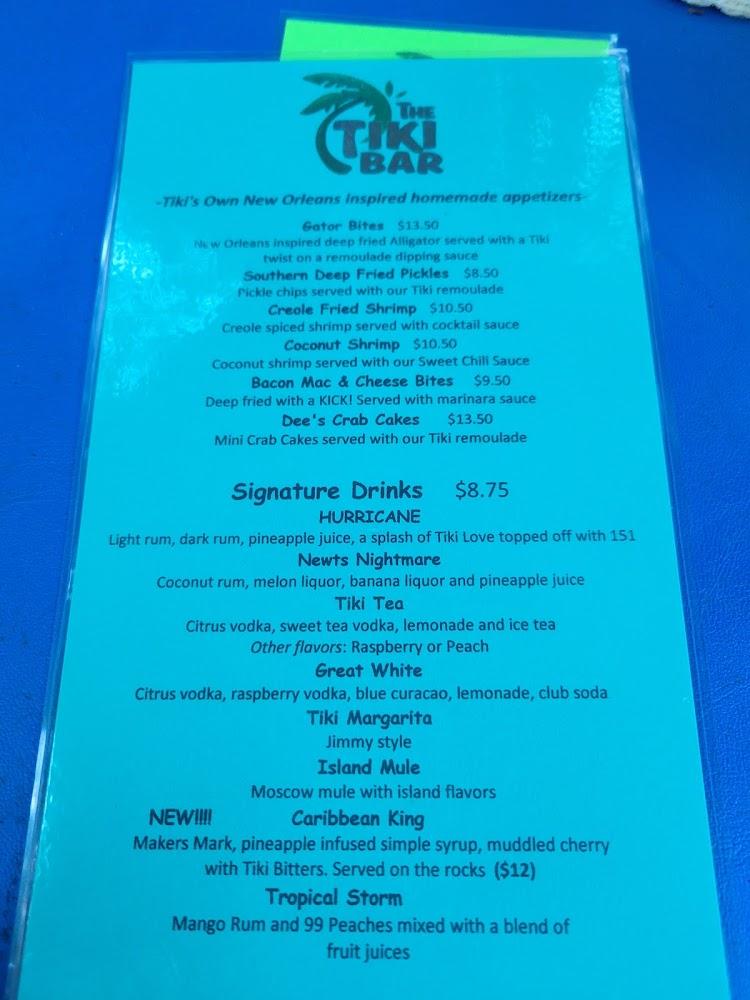 THE
TIKI
BAR
-Tiki's Own New Orleans inspired homemade appetizers-
Gator Bites $13.50
New Orleans inspired deep fried Alligator served with a Tiki
twist on a remoulade dipping sauce
Southern Deep Fried Pickles $8.50
Pickle chips served with our Tiki remoulade
Creole Fried Shrimp $10.50
Creole spiced shrimp served with cocktail sauce
Coconut Shrimp $10.50
Coconut shrimp served with our Sweet Chili Sauce
Bacon Mac & Cheese Bites $9.50
Deep fried with a KICK! Served with marinara sauce
Dee's Crab Cakes $13.50
Mini Crab Cakes served with our Tiki remoulade
Signature Drinks $8.75
HURRICANE
Light rum, dark rum, pineapple juice, a splash of Tiki Love topped off with 151
Newts Nightmare
Coconut rum, melon liquor, banana liquor and pineapple juice
Tiki Tea
Citrus vodka, sweet tea vodka, lemonade and ice tea
Other flavors: Raspberry or Peach
Great White
Citrus vodka, raspberry vodka, blue curacao, lemonade, club soda
Tiki Margarita
Jimmy style
Island Mule
Moscow mule with island flavors
NEW!!!! Caribbean King
Makers Mark, pineapple infused simple syrup, muddled cherry
with Tiki Bitters. Served on the rocks ($12)
Tropical Storm
Mango Rum and 99 Peaches mixed with a blend of
fruit juices